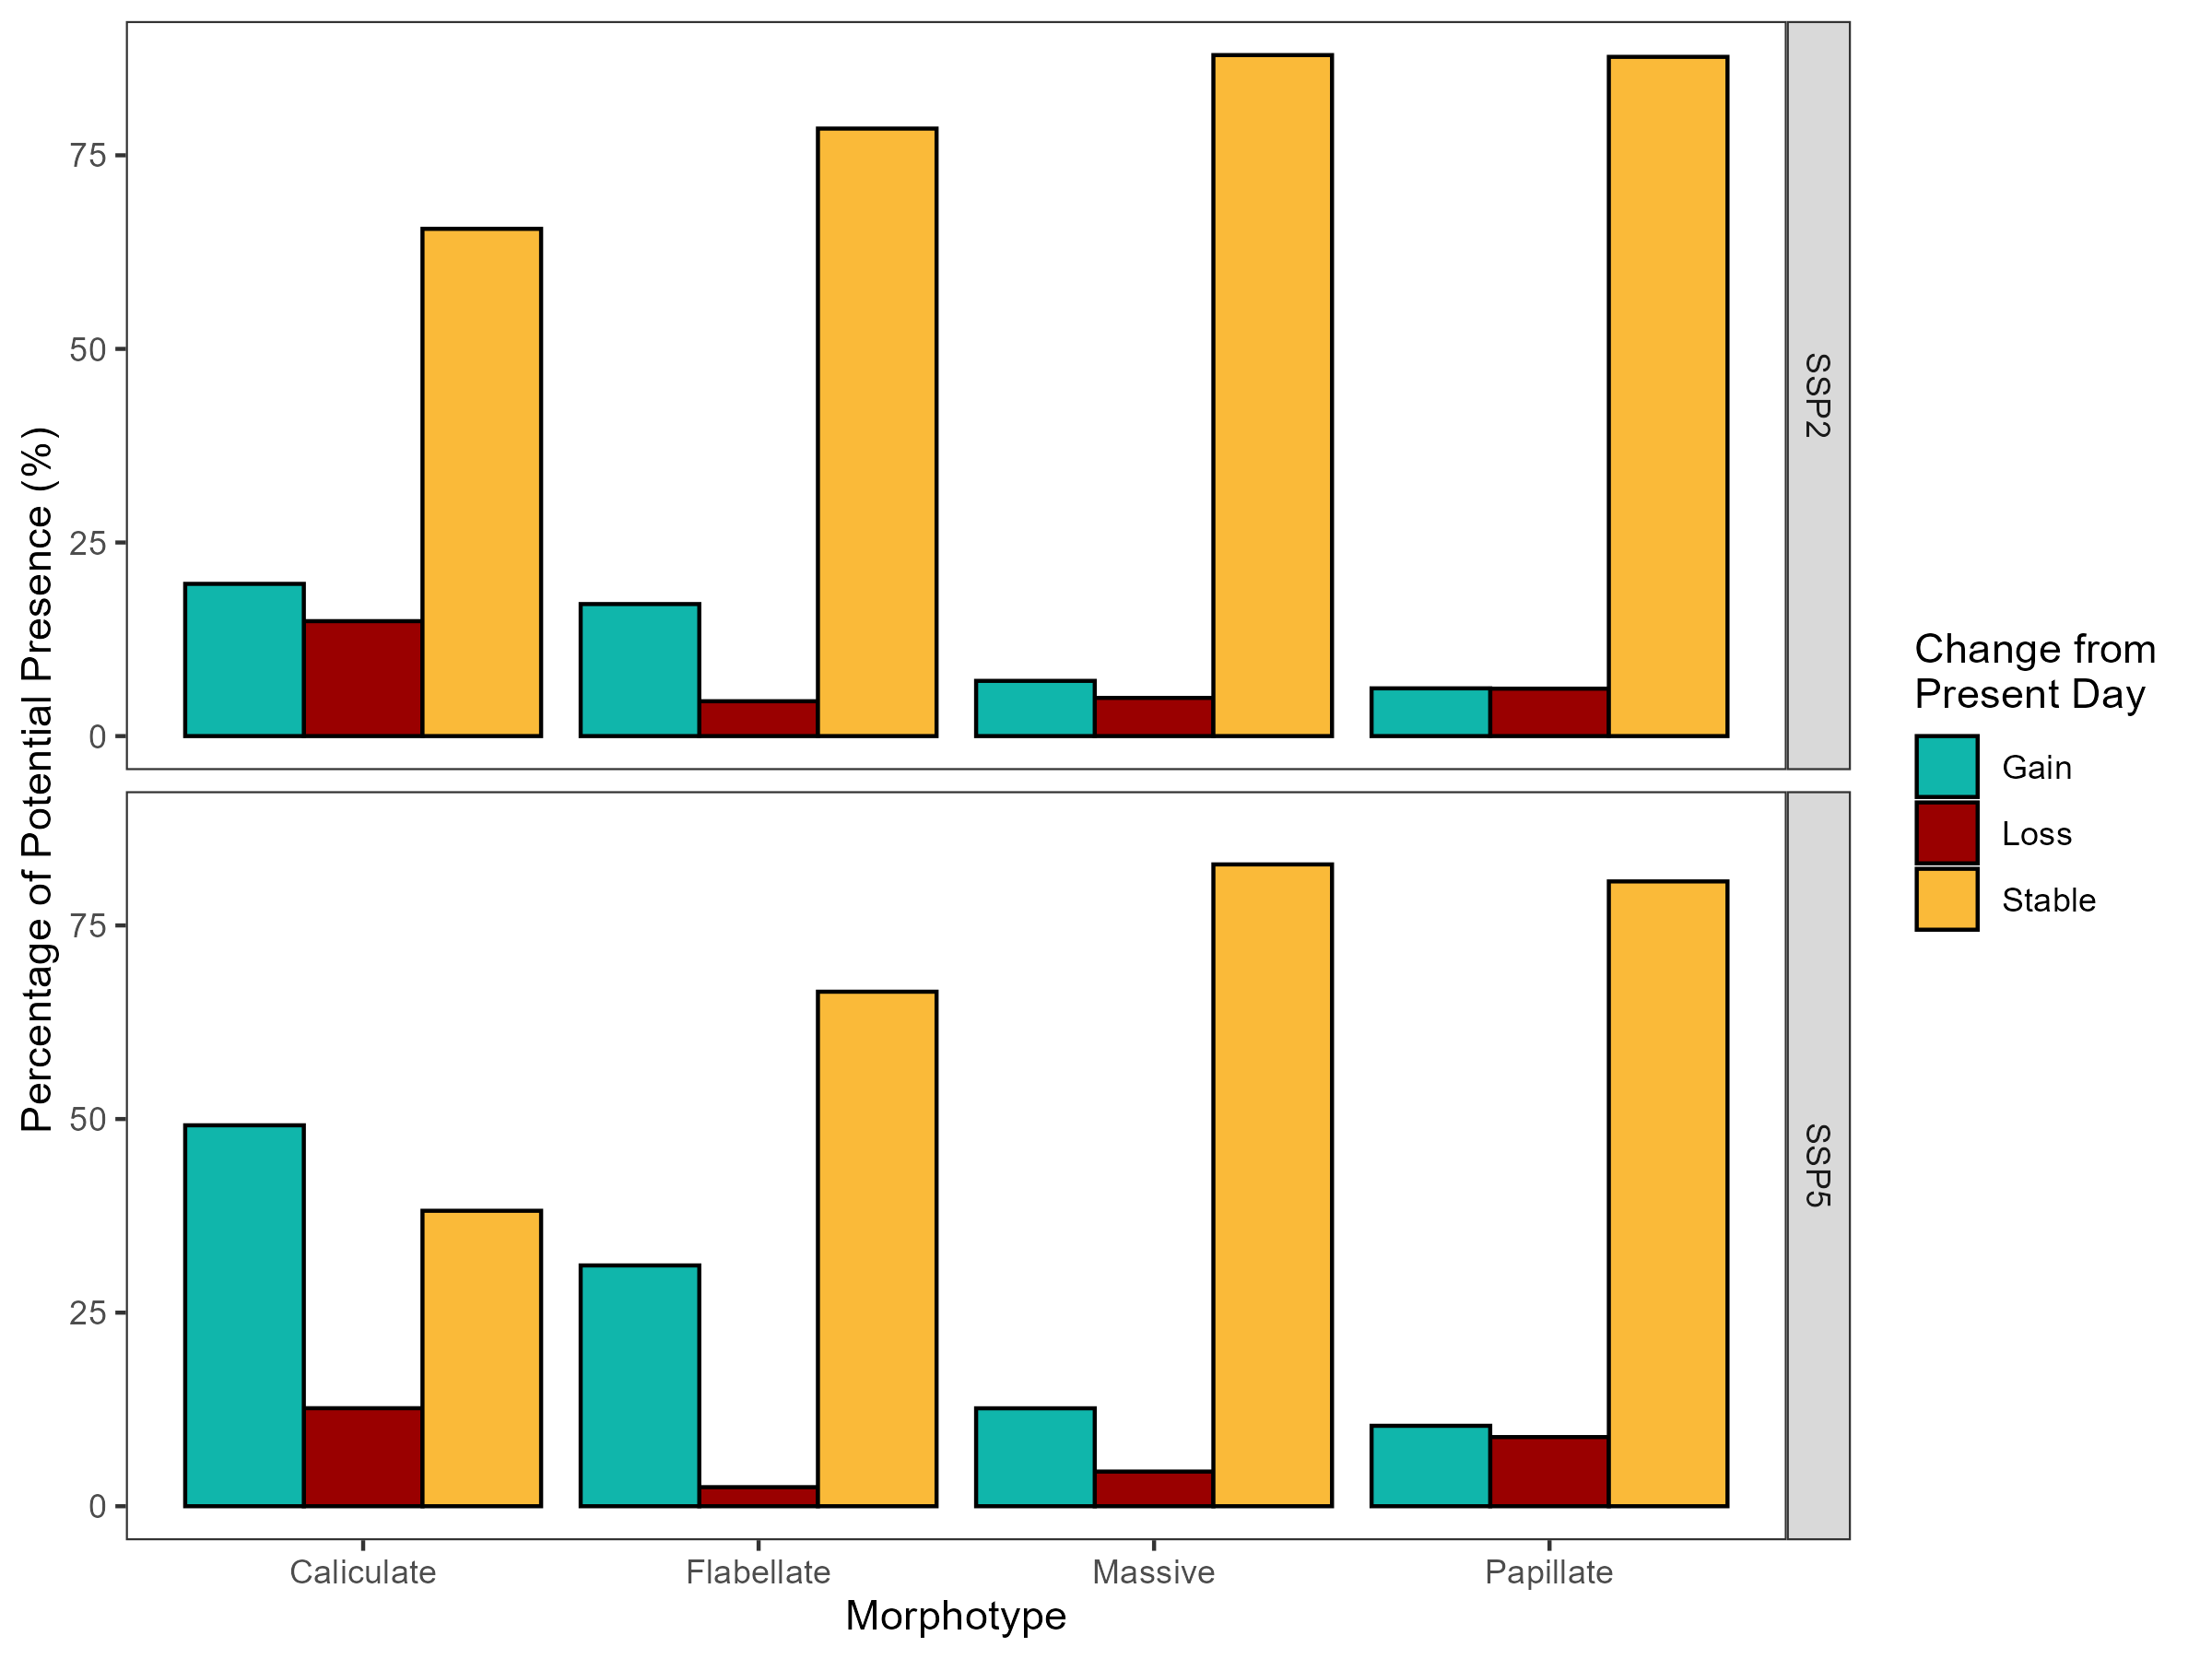 Percentage of Potential Presence (%)
75
50
25
0
SSP2
75
50
25
0
SSP5
Caliculate
Flabellate
Massive
Papillate
Morphotype
Change from
Present Day
Gain
Loss
Stable